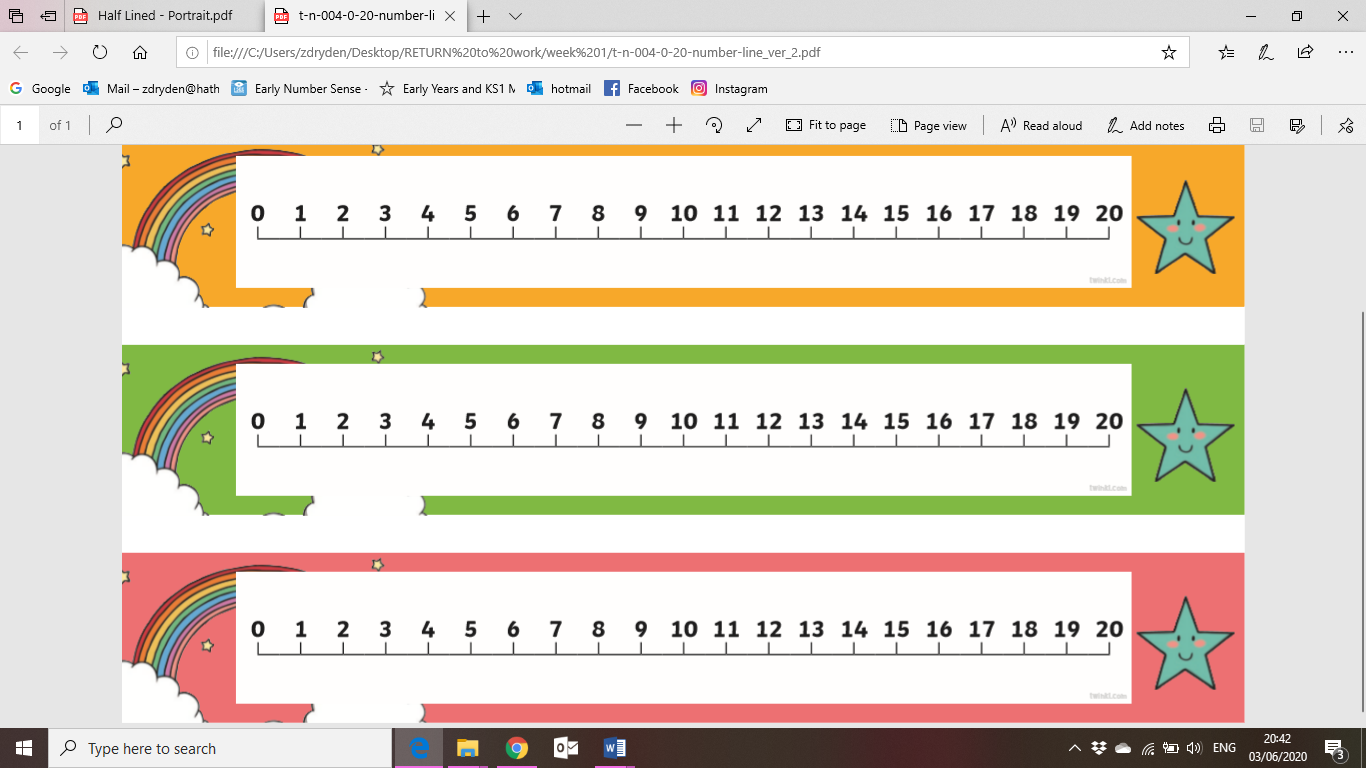 Half Lined - Portrait.pdf
t-n-004-0-20-number-li
file:///C:/Users/zdryden/Desktop/RETURN%20to%20work/week%201/t-n-004-0-20-number-line_ver_2.pdf
Google Mail – zdryden@hath Early Number Sense - Early Years and KS1 M hotmail Facebook Instagram
1 of 1 Fit to page Page view Read aloud Add notes
0 1 2 3 4 5 6 7 8 9 10 11 12 13 14 15 16 17 18 19 20
twinkl.com
0 1 2 3 4 5 6 7 8 9 10 11 12 13 14 15 16 17 18 19 20
twinkl.com
0 1 2 3 4 5 6 7 8 9 10 11 12 13 14 15 16 17 18 19 20
twinkl.com
Type here to search
ENG
20:42
03/06/2020
3